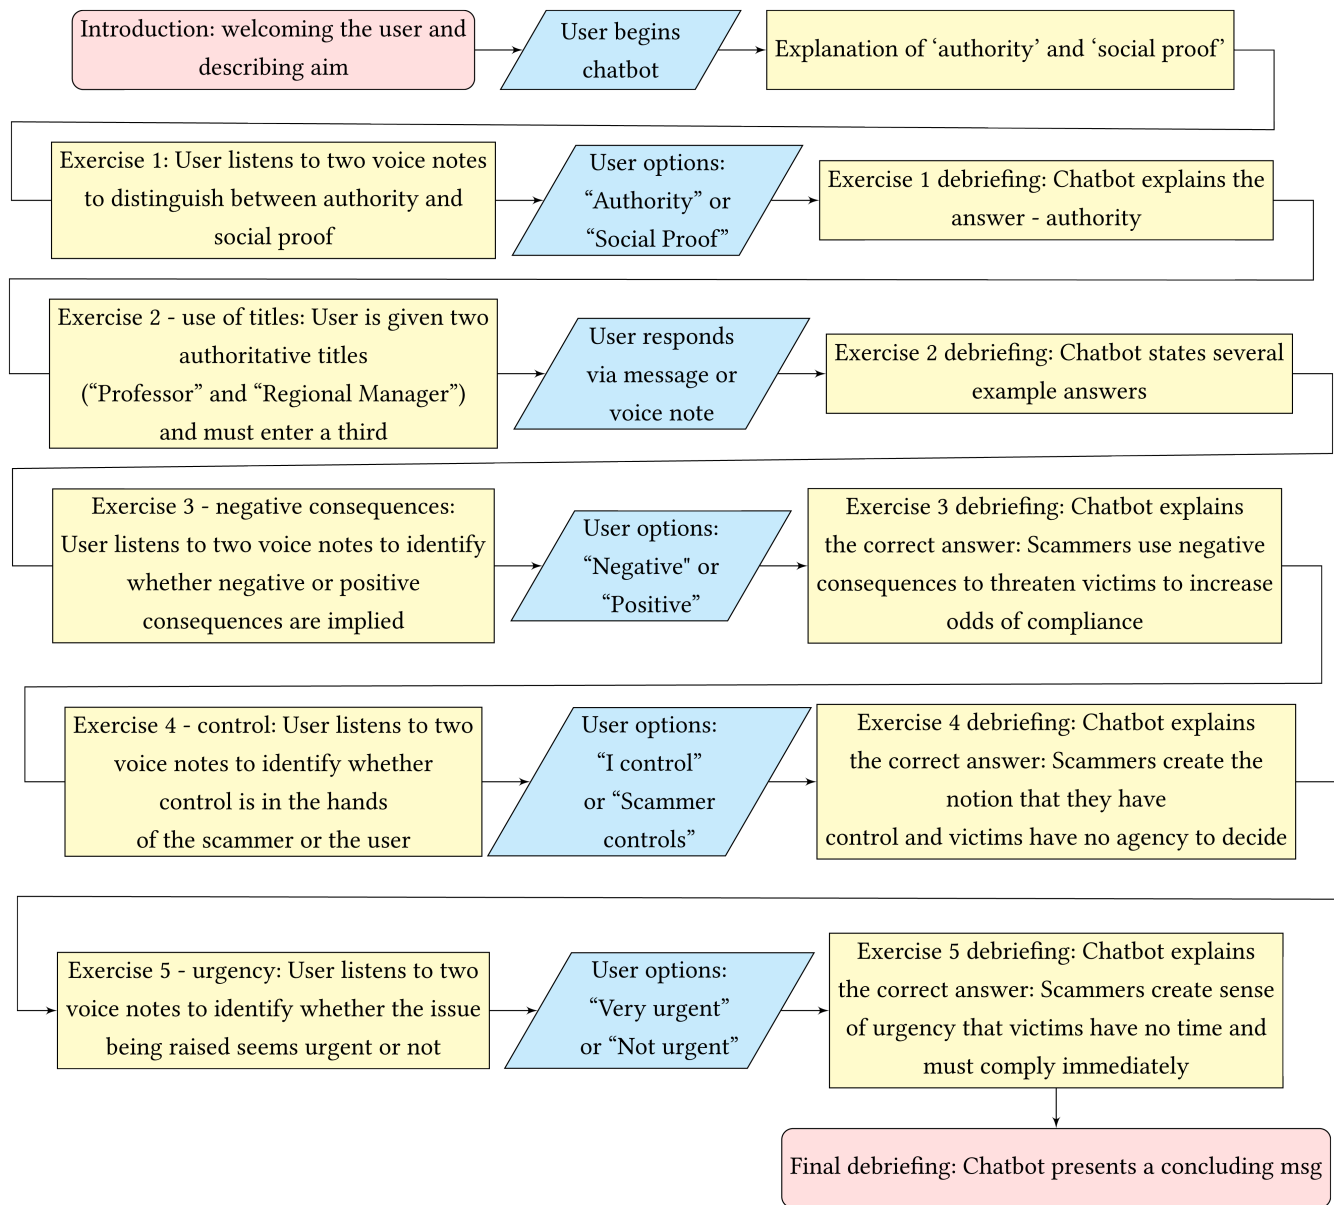 Introduction: welcoming the user and
describing aim
User begins
chatbot
Explanation of ‘authority’ and ‘social proof’
Exercise 1: User listens to two voice notes
to distinguish between authority and
social proof
User options:
“Authority” or
“Social Proof”
Exercise 1 debriefing: Chatbot explains the
answer - authority
Exercise 2 - use of titles: User is given two
authoritative titles
(“Professor” and “Regional Manager”)
and must enter a third
User responds
via message or
voice note
Exercise 2 debriefing: Chatbot states several
example answers
Exercise 3 - negative consequences:
User listens to two voice notes to identify
whether negative or positive
consequences are implied
User options:
“Negative" or
“Positive”
Exercise 3 debriefing: Chatbot explains
the correct answer: Scammers use negative
consequences to threaten victims to increase
odds of compliance
Exercise 4 - control: User listens to two
voice notes to identify whether
control is in the hands
of the scammer or the user
User options:
“I control”
or “Scammer
controls”
Exercise 4 debriefing: Chatbot explains
the correct answer: Scammers create the
notion that they have
control and victims have no agency to decide
Exercise 5 - urgency: User listens to two
voice notes to identify whether the issue
being raised seems urgent or not
User options:
“Very urgent”
or “Not urgent”
Exercise 5 debriefing: Chatbot explains
the correct answer: Scammers create sense
of urgency that victims have no time and
must comply immediately
Final debriefing: Chatbot presents a concluding msg